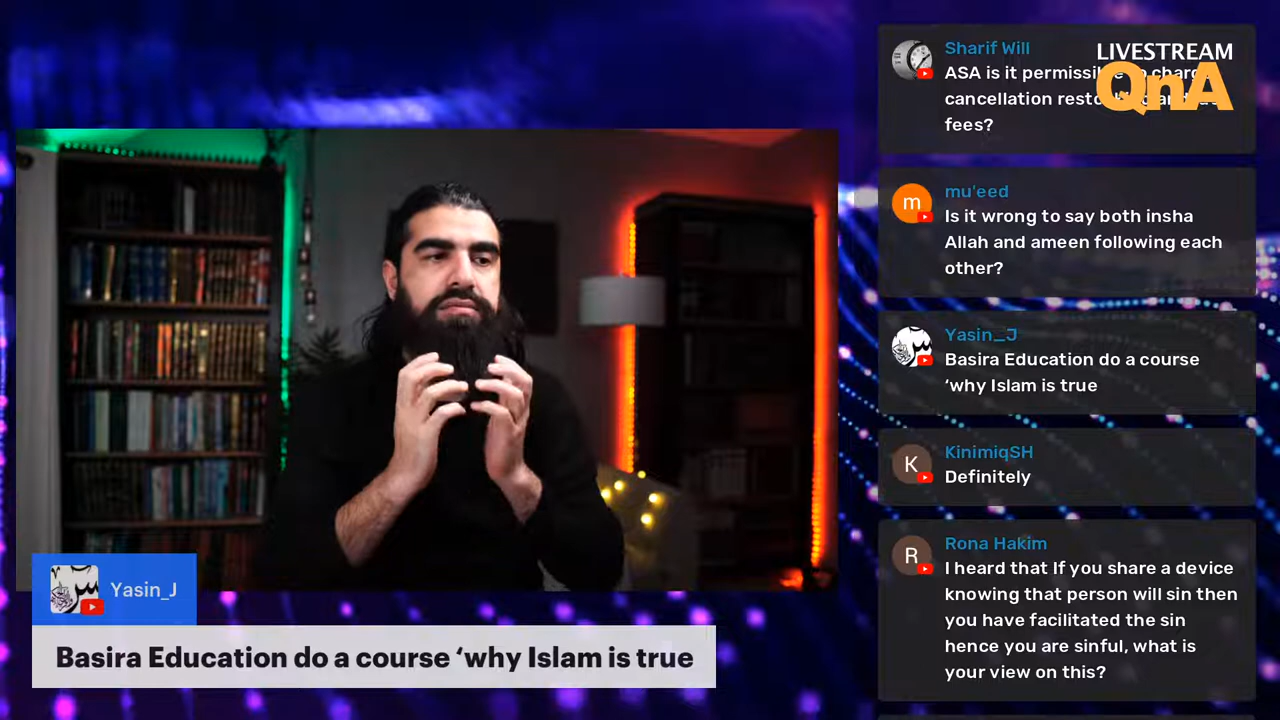 LIVESTREAM
QnA
Sharif Will
ASA is it permissible to charge
cancellation
fees?
m
mu'eed
Is it wrong to say both insha
Allah and ameen following each
other?
Yasin_J
Basira Education do a course
‘why Islam is true
K
KinimiqSH
Definitely
R
Rona Hakim
I heard that If you share a device
knowing that person will sin then
you have facilitated the sin
hence you are sinful, what is
your view on this?
Yasin_J
Basira Education do a course ‘why Islam is true